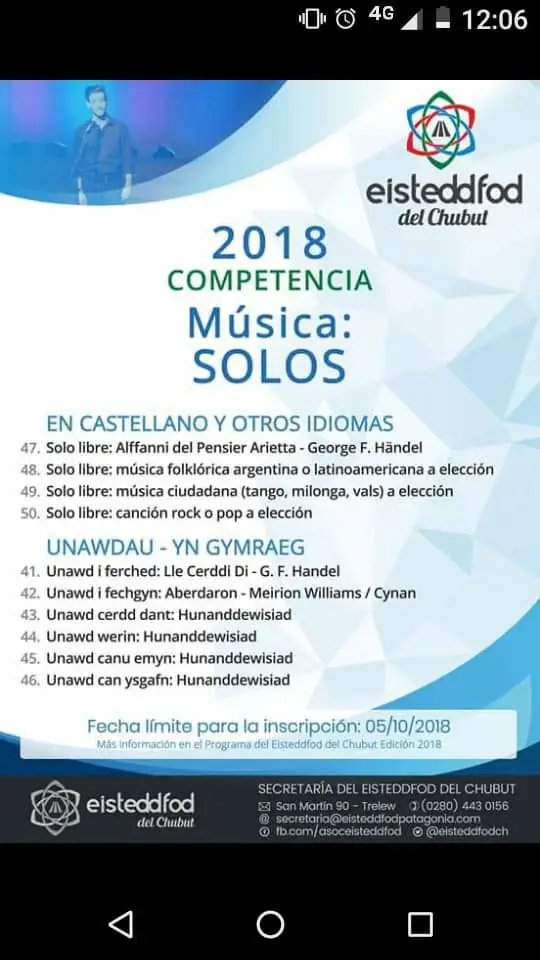 4G 12:06
eisteddfod
del Chubut
2018
COMPETENCIA
Música:
SOLOS
EN CASTELLANO Y OTROS IDIOMAS
47. Solo libre: Alffanni del Pensier Arietta - George F. Händel
48. Solo libre: música folklórica argentina o latinoamericana a elección
49. Solo libre: música ciudadana (tango, milonga, vals) a elección
50. Solo libre: canción rock o pop a elección
UNAWDAU - YN GYMRAEG
41. Unawd i ferched: Lle Cerddi Di - G. F. Handel
42. Unawd i fechgyn: Aberdaron - Meirion Williams / Cynan
43. Unawd cerdd dant: Hunanddewisiad
44. Unawd werin: Hunanddewisiad
45. Unawd canu emyn: Hunanddewisiad
46. Unawd can ysgafn: Hunanddewisiad
Fecha límite para la inscripción: 05/10/2018
Más información en el Programa del Eisteddfod del Chubut Edición 2018
eisteddfod
del Chubut
SECRETARÍA DEL EISTEDDFOD DEL CHUBUT
San Martín 90 - Trelew (0280) 443 0156
secretaria@eisteddfodpatagonia.com
fb.com/asoceisteddfod @eisteddfodch